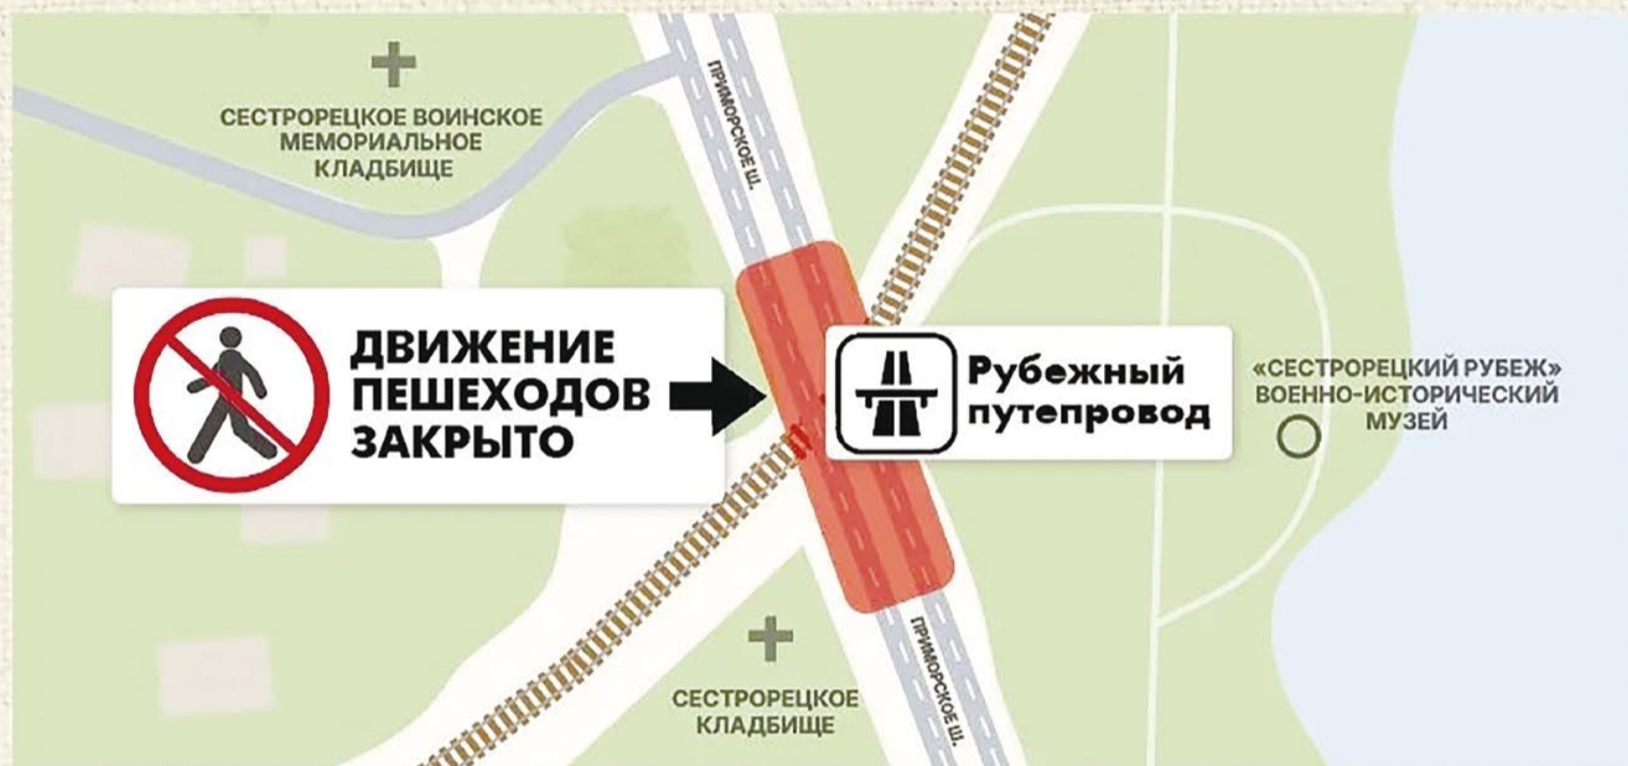 ПРИМОРСКОЕ Ш.
СЕСТРОРЕЦКОЕ ВОИНСКОЕ
МЕМОРИАЛЬНОЕ
КЛАДБИЩЕ
ДВИЖЕНИЕ
ПЕШЕХОДОВ
ЗАКРЫТО
Рубежный
путепровод
«СЕСТРОРЕЦКИЙ РУБЕЖ»
ВОЕННО-ИСТОРИЧЕСКИЙ
МУЗЕЙ
СЕСТРОРЕЦКОЕ
КЛАДБИЩЕ
ПРИМОРСКОЕ Ш.